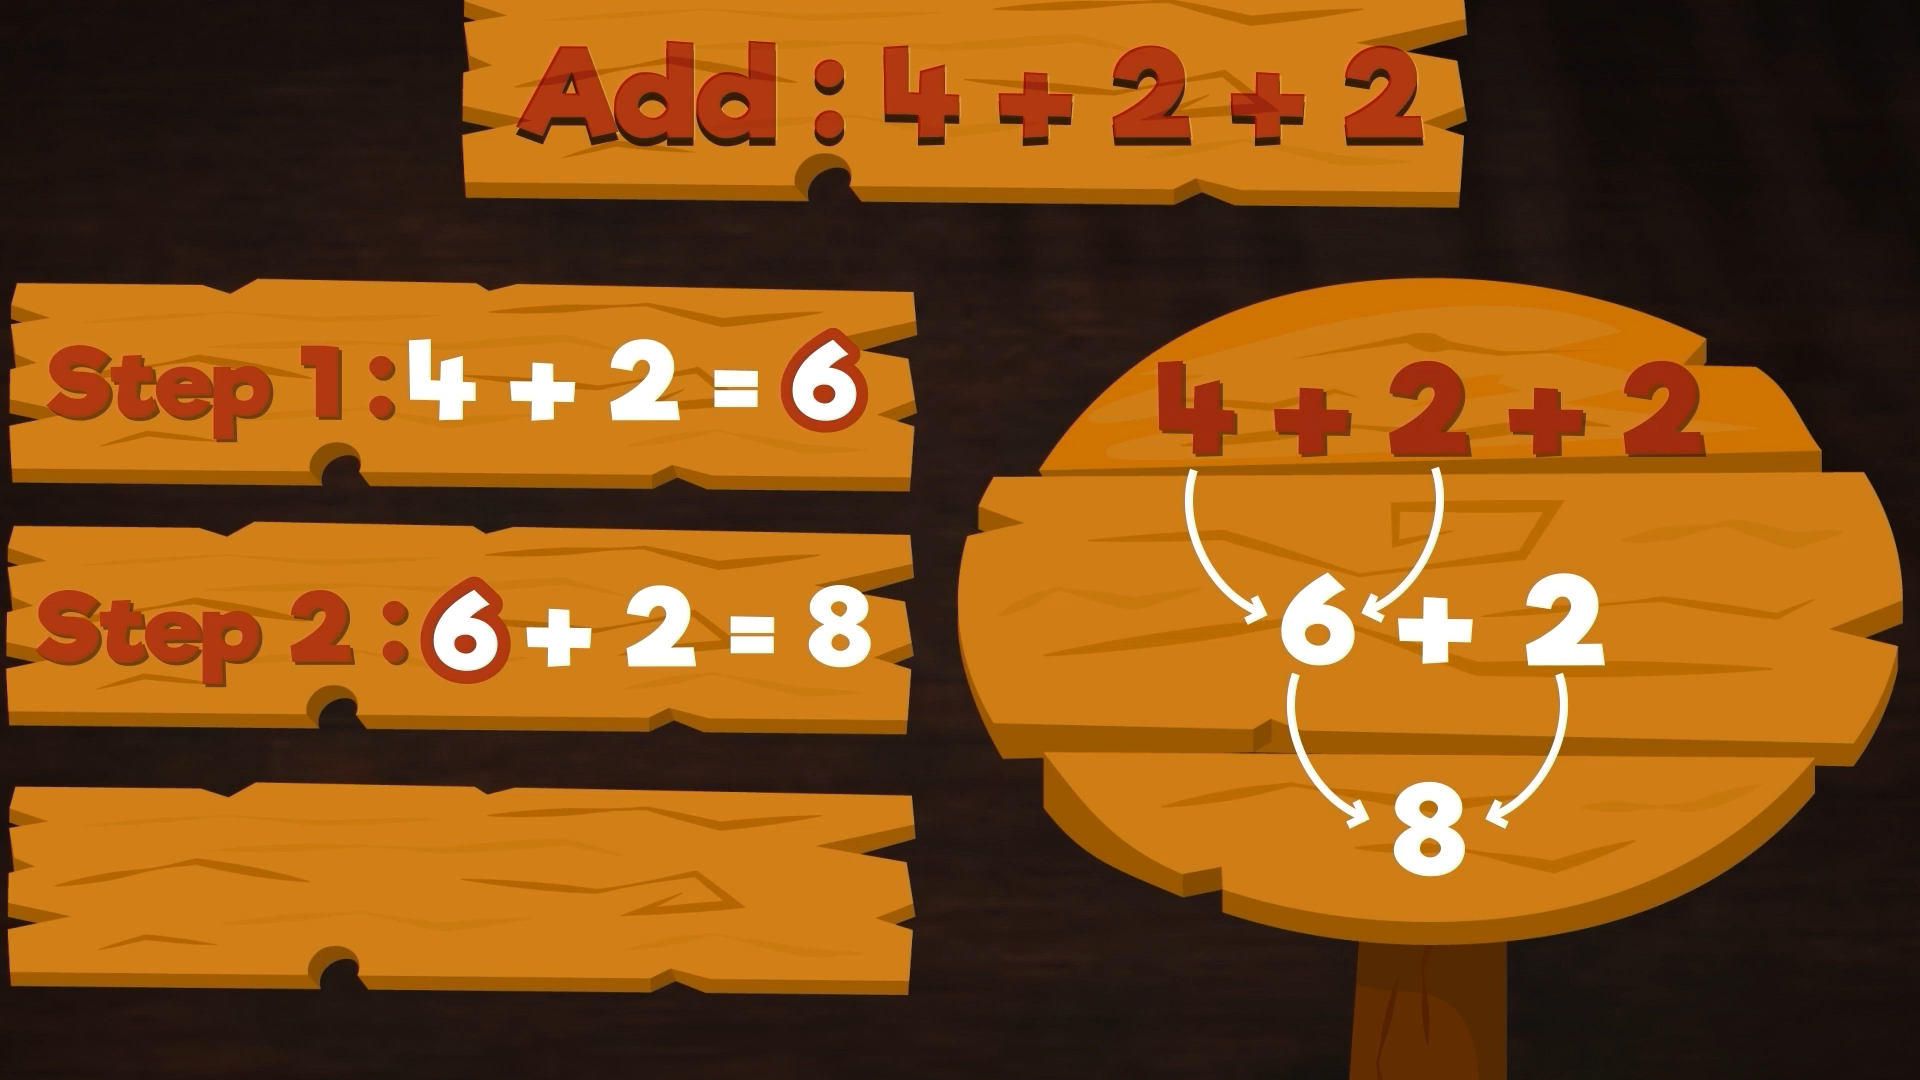 Add : 4 + 2 + 2
Step 1 : 4 + 2 = 6
Step 2 : 6 + 2 = 8
4 + 2 + 2
6 + 2
8